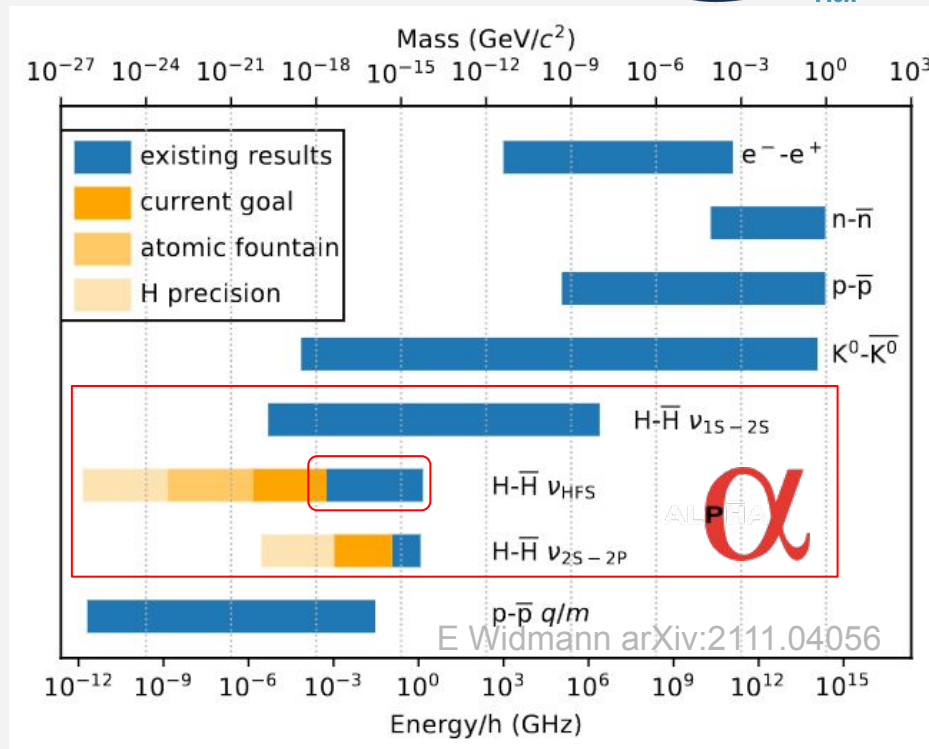 Mass (GeV/c²)
10⁻²⁷ 10⁻²⁴ 10⁻²¹ 10⁻¹⁸ 10⁻¹⁵ 10⁻¹² 10⁻⁹ 10⁻⁶ 10⁻³ 10⁰ 10³
existing results
current goal
atomic fountain
H precision
e⁻-e⁺
n-n̅
p-p̅
K⁰-K̅⁰
H-H̅ ν₁S₋₂S
H-H̅ ν_HFS
ALPHA α
H-H̅ ν₂S₋₂P
p-p̅ q/m
E Widmann arXiv:2111.04056
10⁻¹² 10⁻⁹ 10⁻⁶ 10⁻³ 10⁰ 10³ 10⁶ 10⁹ 10¹² 10¹⁵
Energy/h (GHz)